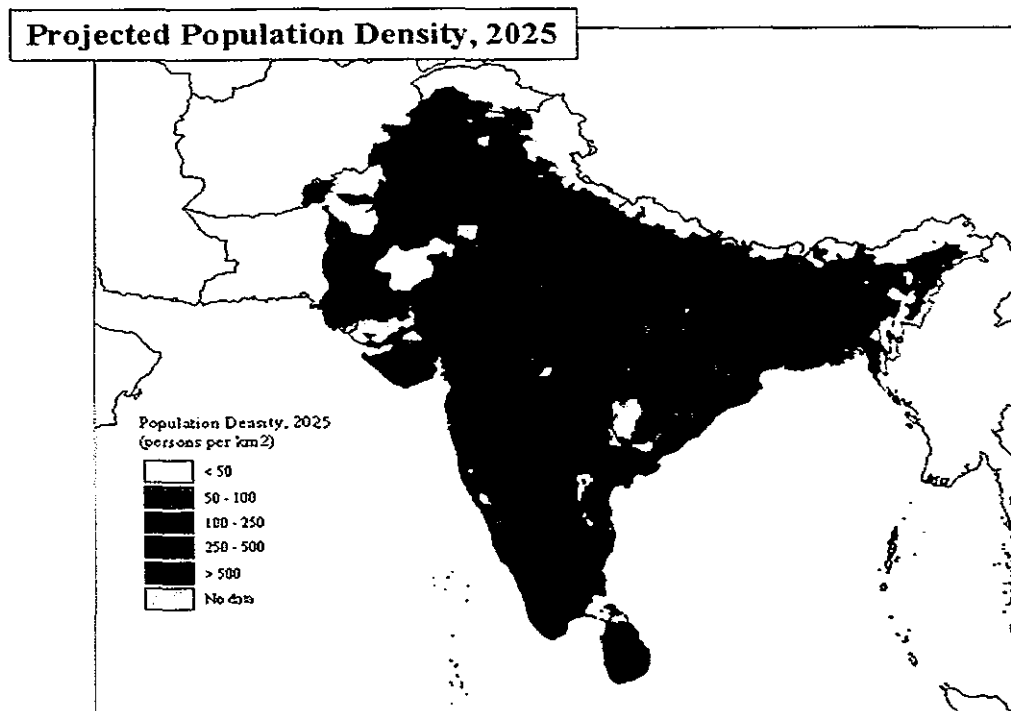 Projected Population Density, 2025
Population Density, 2025
(persons per km2)
< 50
50 - 100
100 - 250
250 - 500
> 500
No data